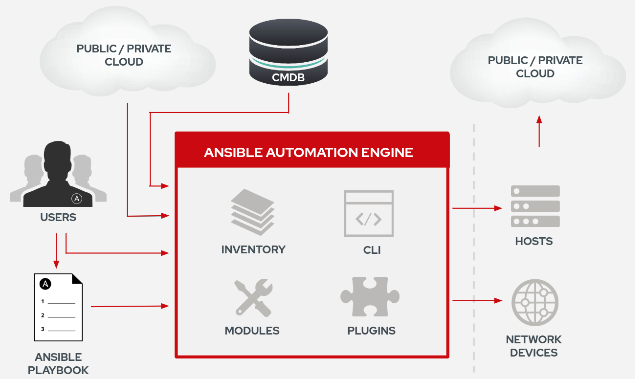 PUBLIC / PRIVATE
CLOUD
CMDB
PUBLIC / PRIVATE
CLOUD
ANSIBLE AUTOMATION ENGINE
A
USERS
INVENTORY
CLI
</>
HOSTS
A
1
2
3
MODULES
PLUGINS
ANSIBLE
PLAYBOOK
NETWORK
DEVICES